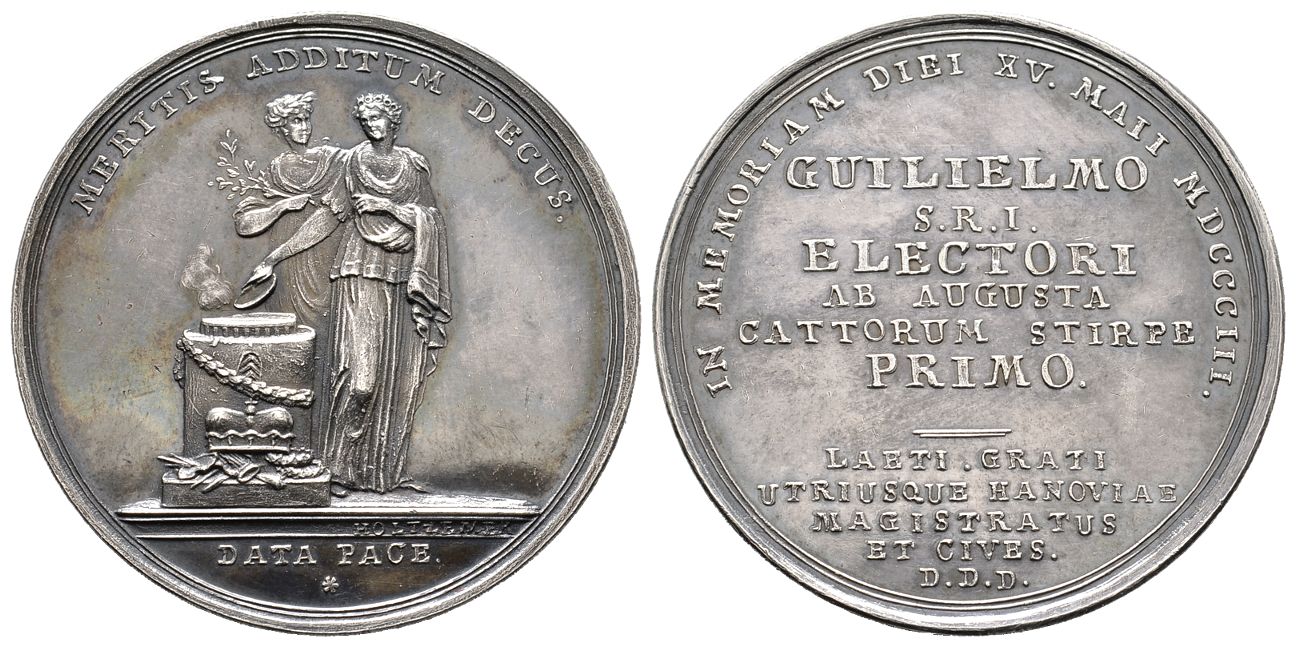 MERITIS ADDITUM DECUS.
HOLTZEMER
DATA PACE.
IN MEMORIAM DIEI XV. MAII MDCCCIII.
GUILIELMO
S.R.I.
ELECTORI
AB AUGUSTA
CATTORUM STIRPE
PRIMO.
LAETI . GRATI
UTRIUSQUE HANOVIAE
MAGISTRATUS
ET CIVES.
D.D.D.